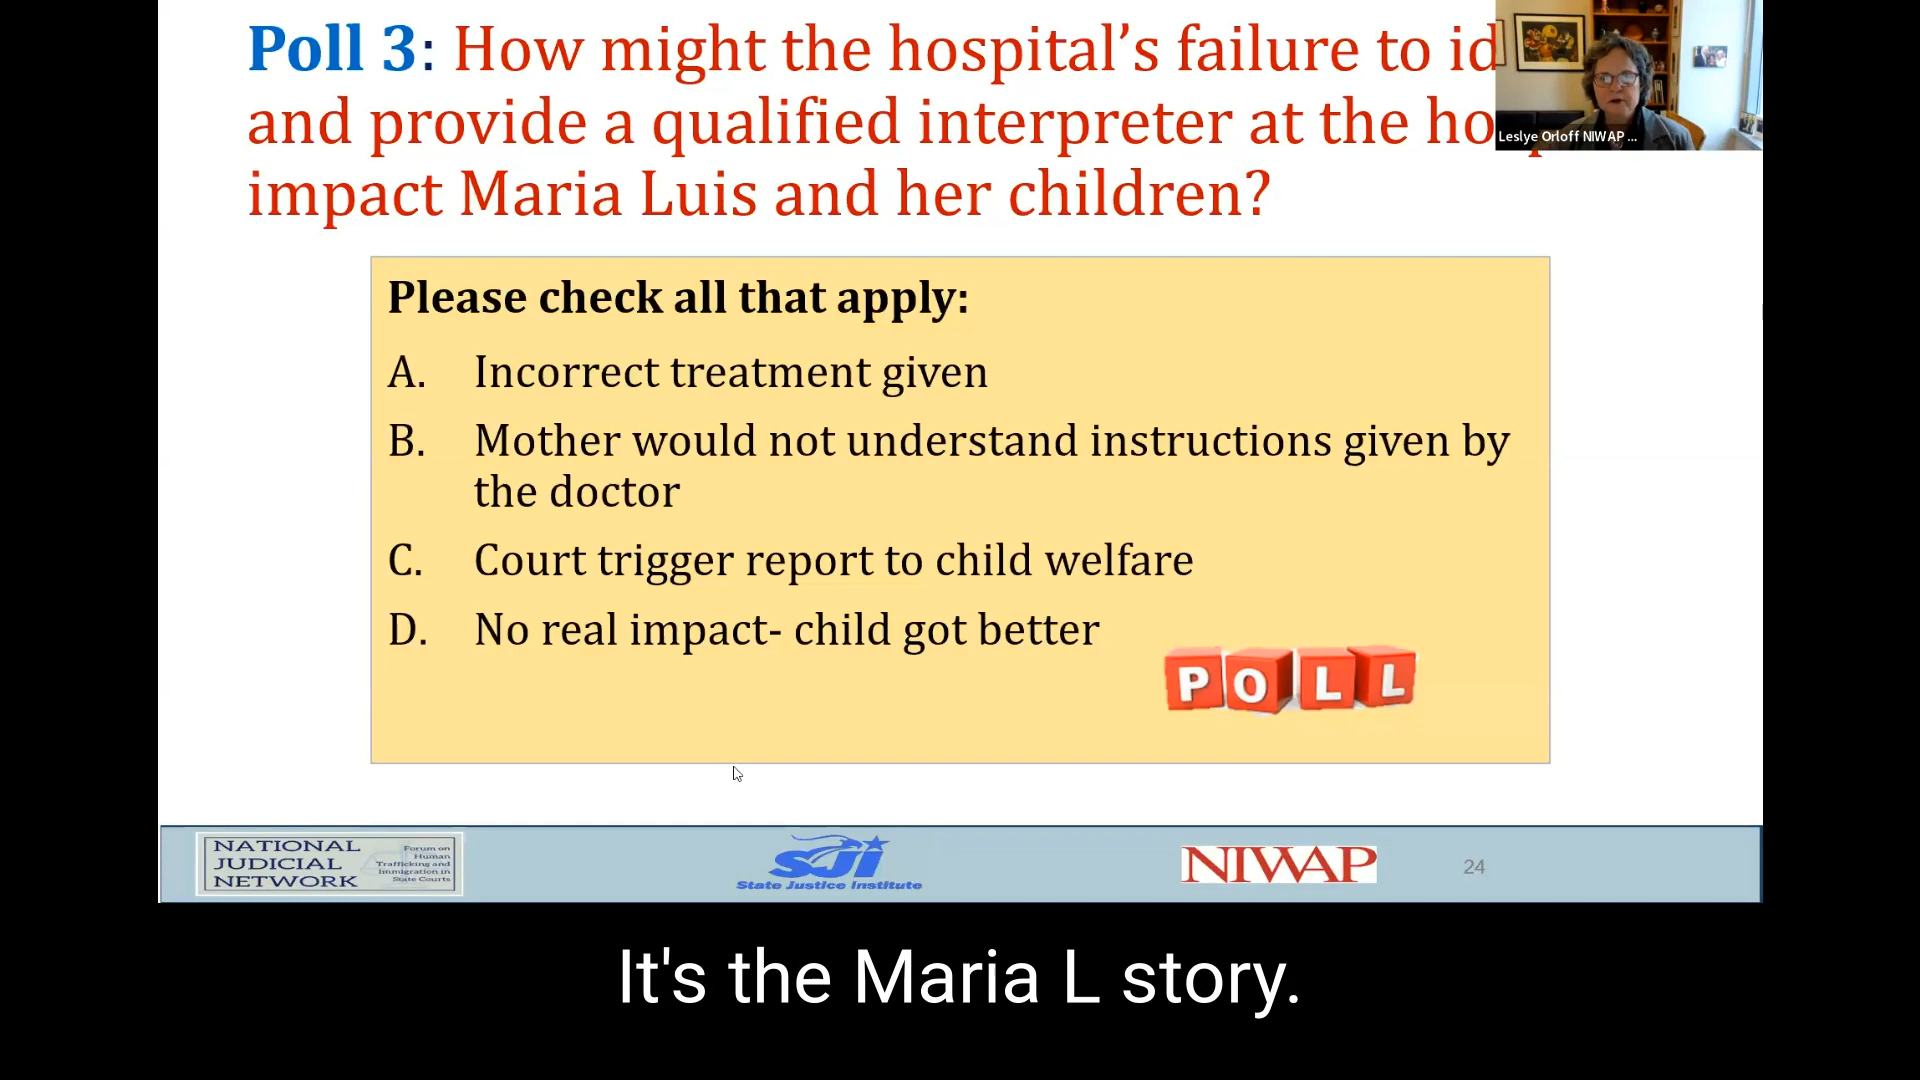 Poll 3: How might the hospital's failure to id
and provide a qualified interpreter at the ho
impact Maria Luis and her children?
Leslye Orloff NIWAP ...
Please check all that apply:
A. Incorrect treatment given
B. Mother would not understand instructions given by
the doctor
C. Court trigger report to child welfare
D. No real impact- child got better
POLL
NATIONAL
JUDICIAL
NETWORK
Forum on
Human
Trafficking and
Immigration in
State Courts
SJI
State Justice Institute
NIWAP
24
It's the Maria L story.